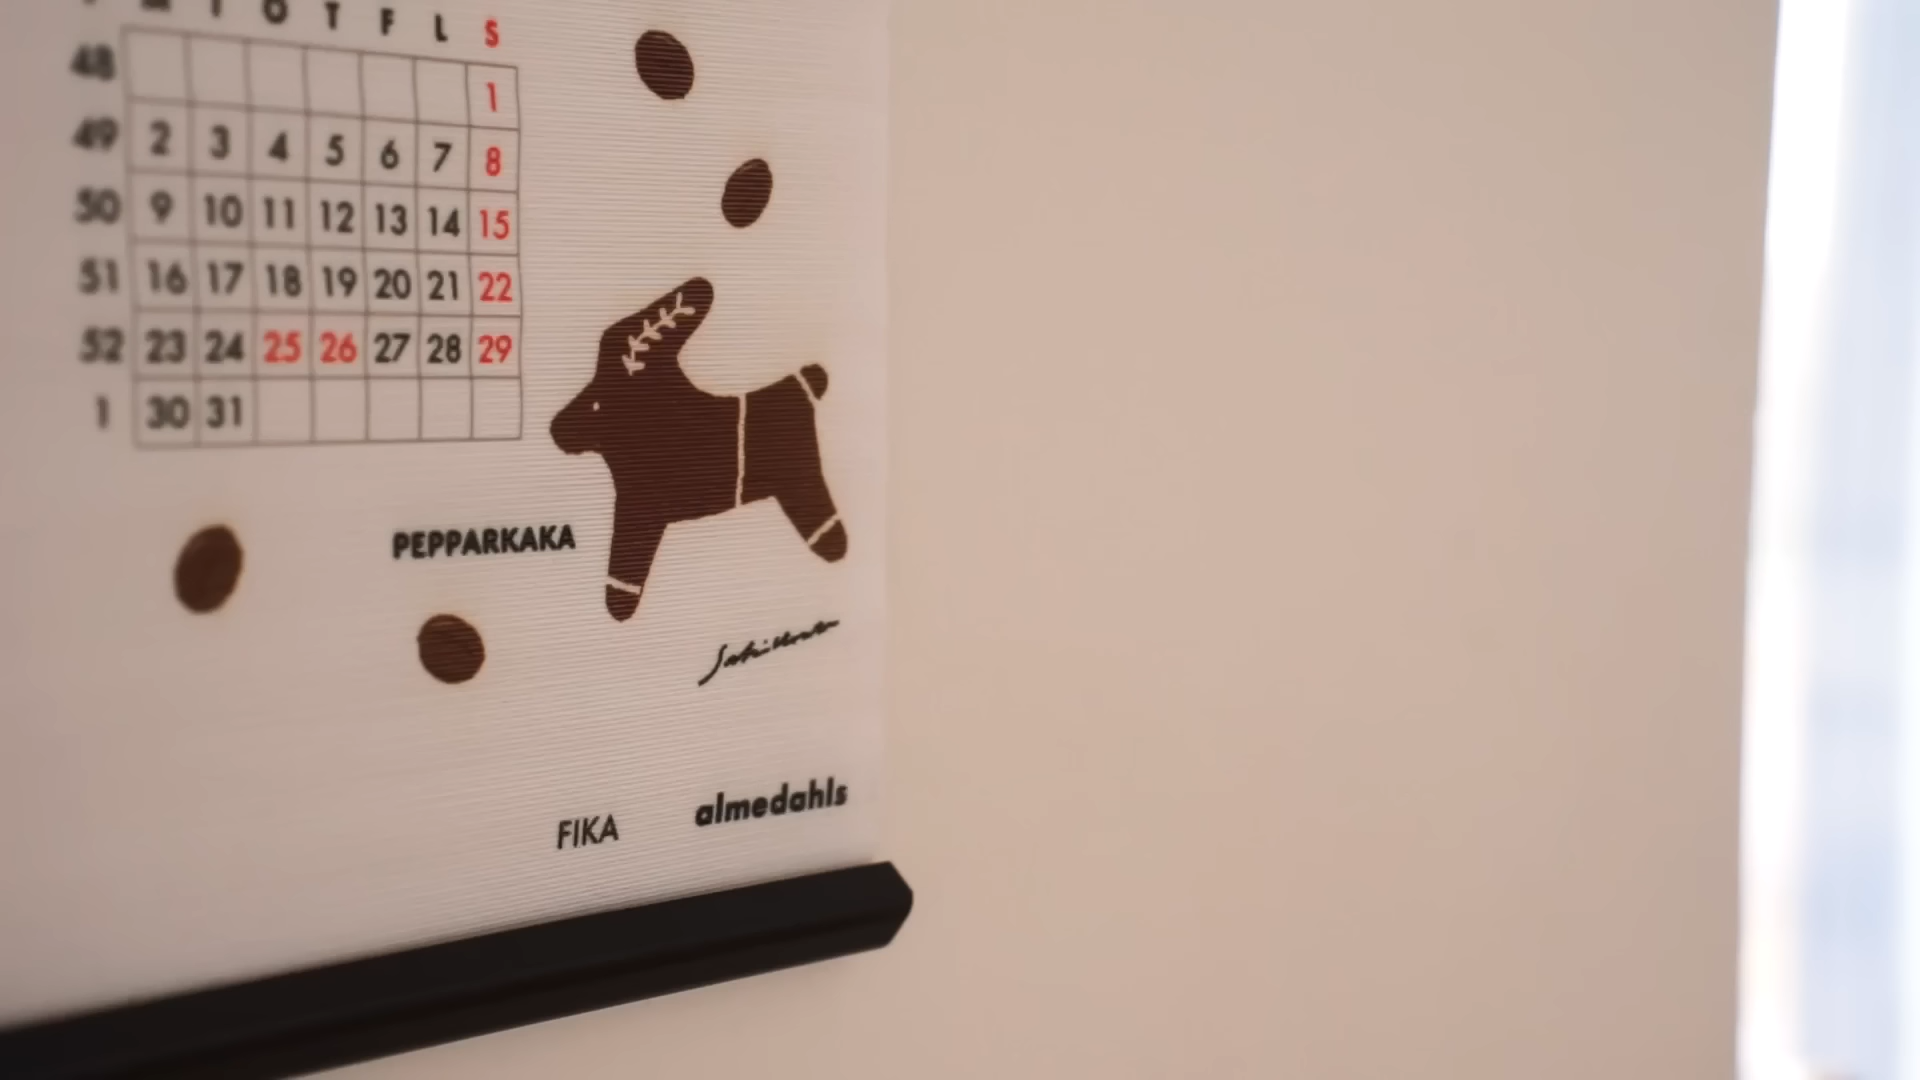 M T O T F L S
48 1
49 2 3 4 5 6 7 8
50 9 10 11 12 13 14 15
51 16 17 18 19 20 21 22
52 23 24 25 26 27 28 29
1 30 31
PEPPARKAKA
FIKA
almedahls